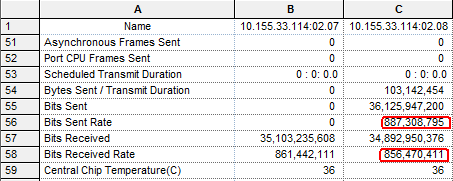 A B C
1 Name 10.155.33.114:02.07 10.155.33.114:02.08
51 Asynchronous Frames Sent 0 0
52 Port CPU Frames Sent 0 0
53 Scheduled Transmit Duration 0 : 0: 0.0 0 : 0: 0.0
54 Bytes Sent / Transmit Duration 0 103,142,454
55 Bits Sent 0 36,125,947,200
56 Bits Sent Rate 0 887,308,795
57 Bits Received 35,103,235,608 34,892,950,376
58 Bits Received Rate 861,442,111 856,470,411
59 Central Chip Temperature(C) 36 36